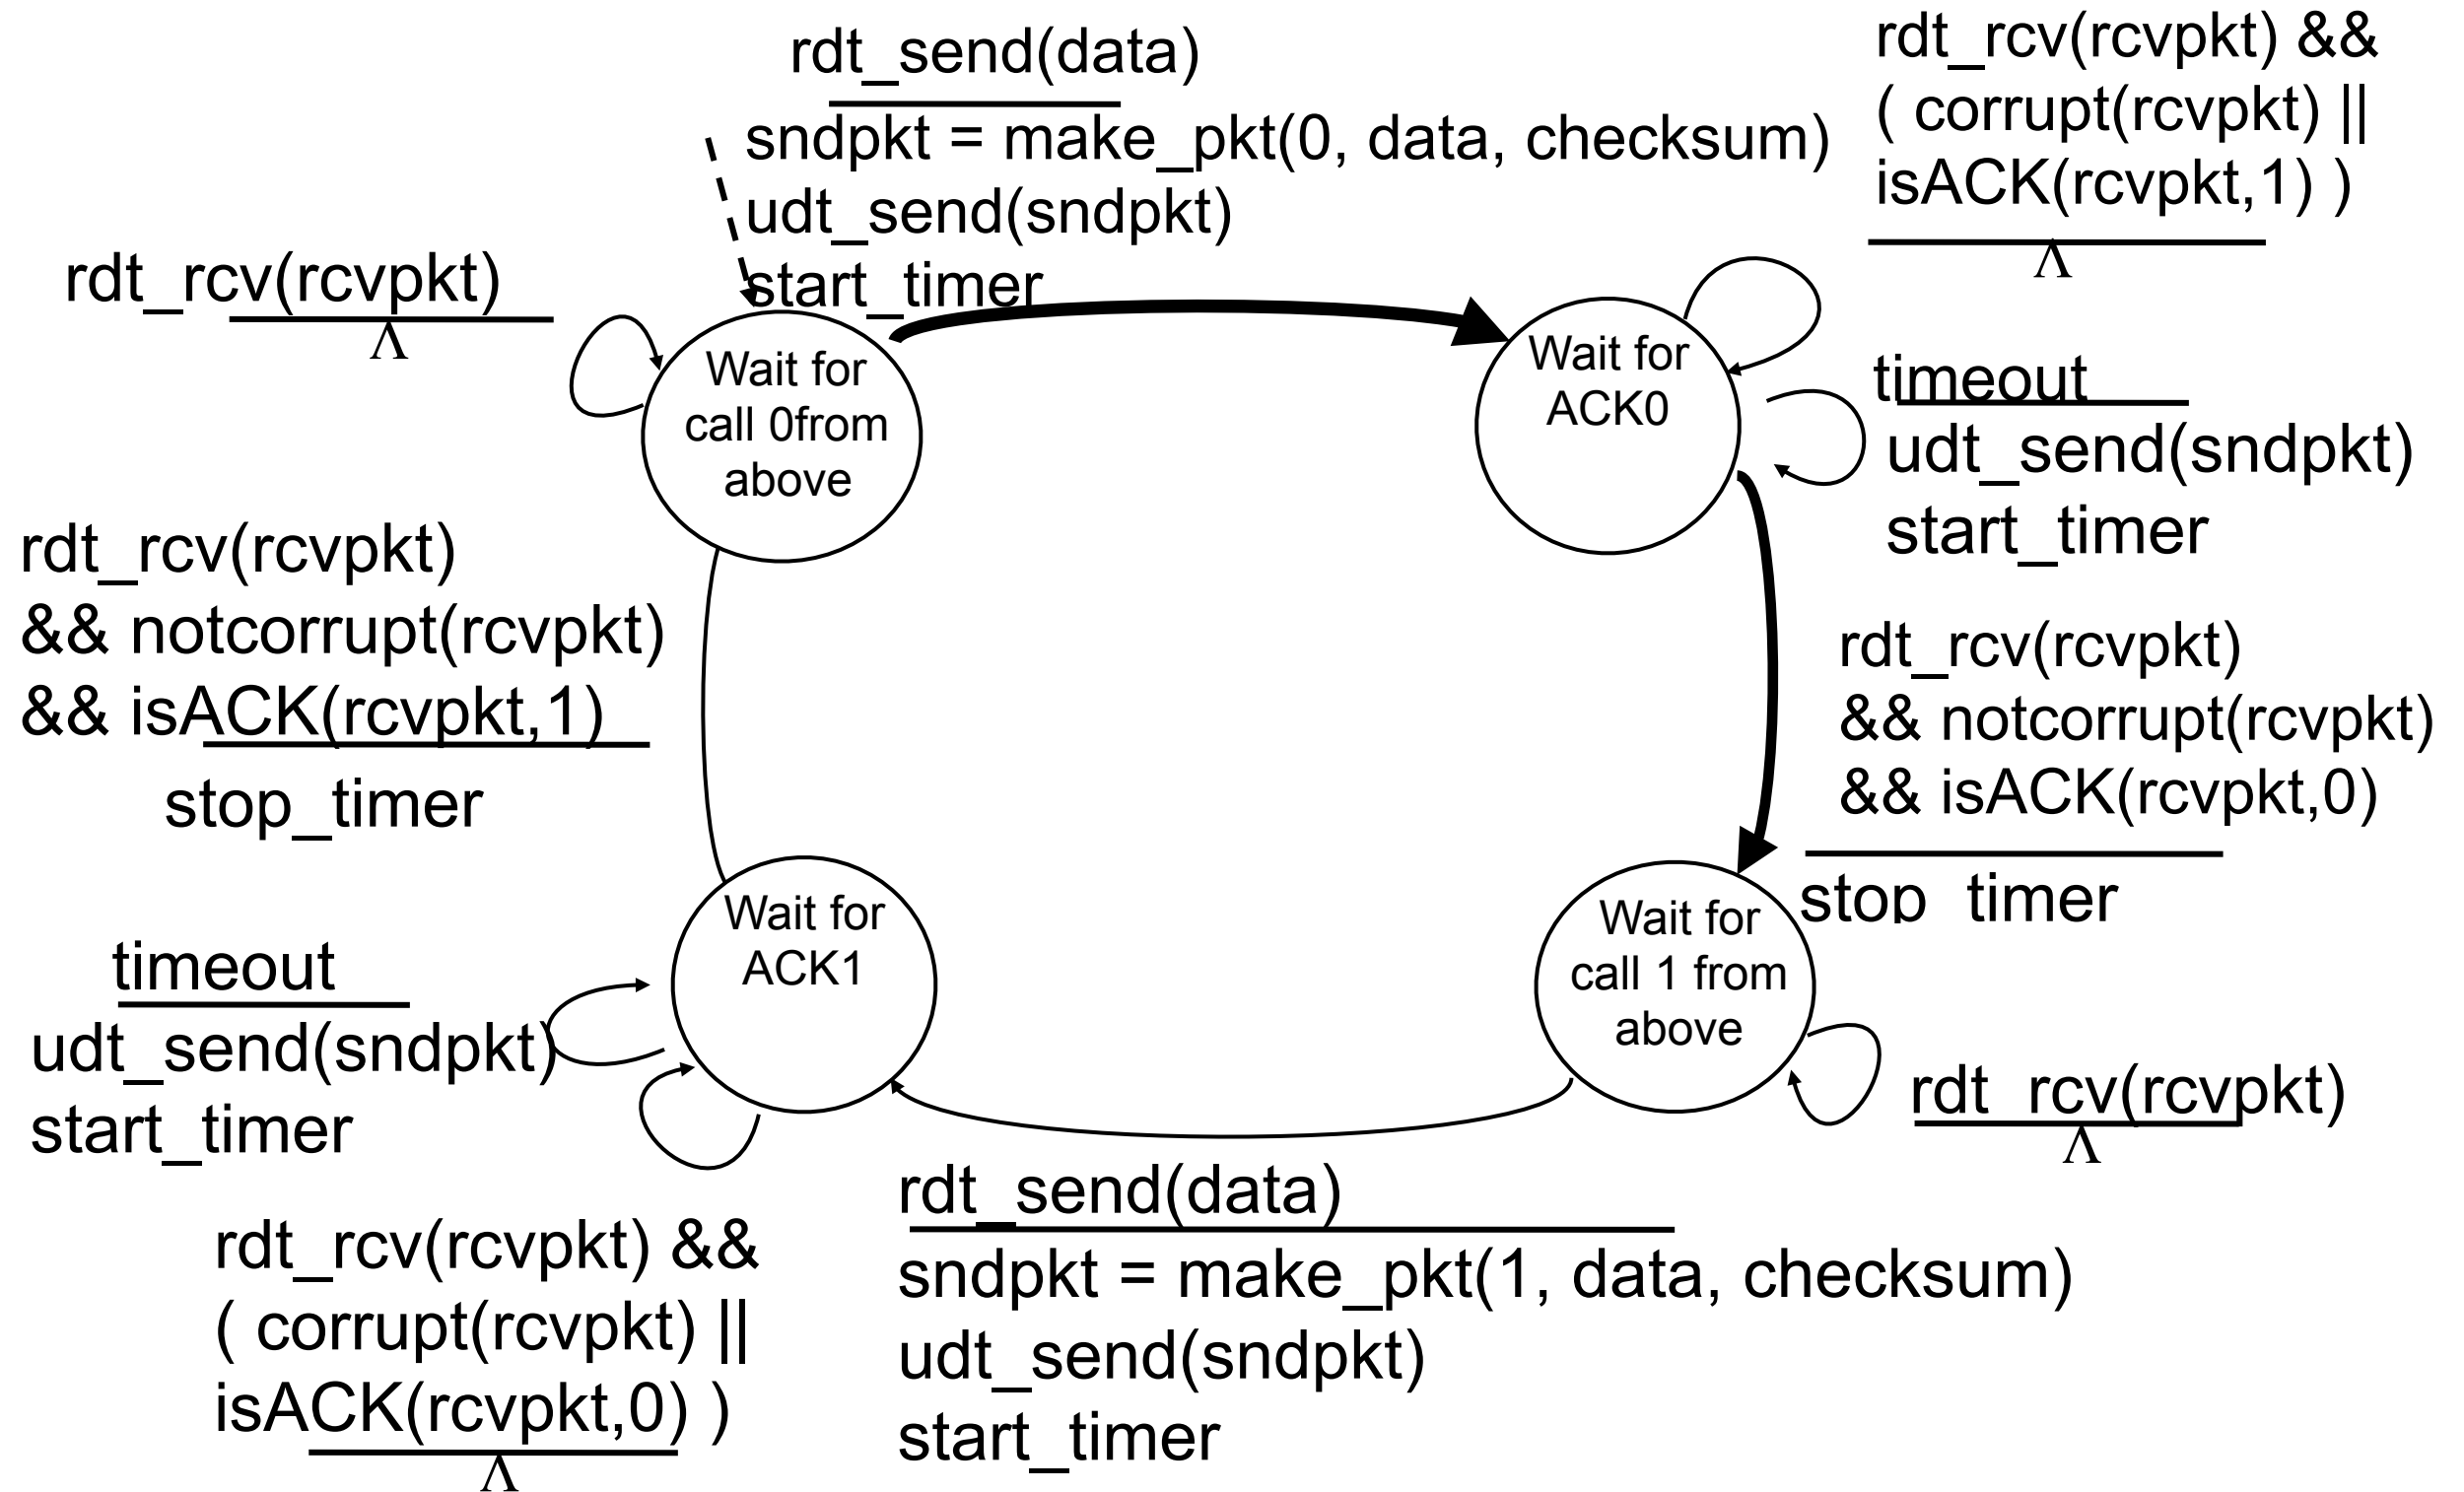 rdt_send(data)
sndpkt = make_pkt(0, data, checksum)
udt_send(sndpkt)
start_timer
rdt_rcv(rcvpkt) &&
( corrupt(rcvpkt) ||
isACK(rcvpkt,1) )
Λ
rdt_rcv(rcvpkt)
Λ
Wait for
call 0from
above
Wait for
ACK0
timeout
udt_send(sndpkt)
start_timer
rdt_rcv(rcvpkt)
&& notcorrupt(rcvpkt)
&& isACK(rcvpkt,1)
stop_timer
rdt_rcv(rcvpkt)
&& notcorrupt(rcvpkt)
&& isACK(rcvpkt,0)
stop timer
Wait for
ACK1
Wait for
call 1 from
above
timeout
udt_send(sndpkt)
start_timer
rdt rcv(rcvpkt)
Λ
rdt_rcv(rcvpkt) &&
( corrupt(rcvpkt) ||
isACK(rcvpkt,0) )
Λ
rdt_send(data)
sndpkt = make_pkt(1, data, checksum)
udt_send(sndpkt)
start_timer